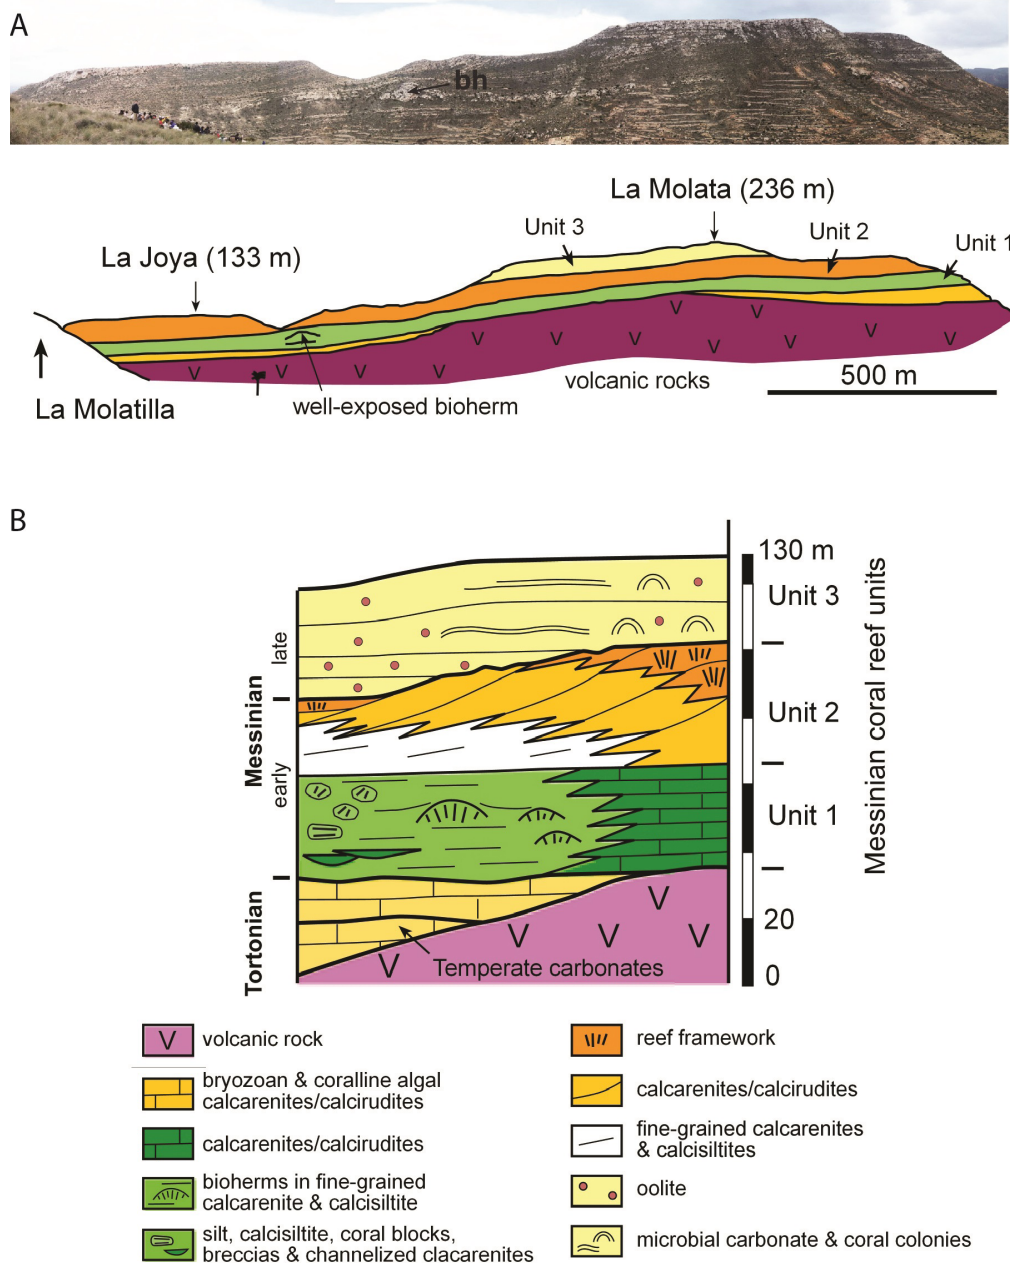 A
bh
La Molata (236 m)
Unit 3
Unit 2
Unit 1
La Joya (133 m)
V V V V V V V V V V V V
500 m
volcanic rocks
La Molatilla
well-exposed bioherm
B
130 m
Unit 3
late
Messinian
Unit 2
early
Unit 1
Messinian coral reef units
Tortonian
V
20
V V V
V
Temperate carbonates
0
V volcanic rock
reef framework
bryozoan & coralline algal
calcarenites/calcirudites
calcarenites/calcirudites
calcarenites/calcirudites
fine-grained calcarenites
& calcisiltites
bioherms in fine-grained
calcarenite & calcisiltite
oolite
silt, calcisiltite, coral blocks,
breccias & channelized clacarenites
microbial carbonate & coral colonies